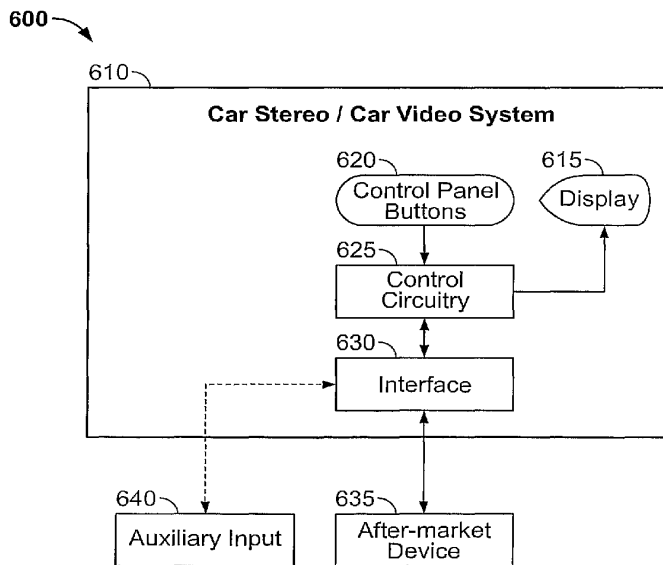 600
610
Car Stereo / Car Video System
620
615
Control Panel
Buttons
Display
625
Control
Circuitry
630
Interface
640
635
Auxiliary Input
After-market
Device